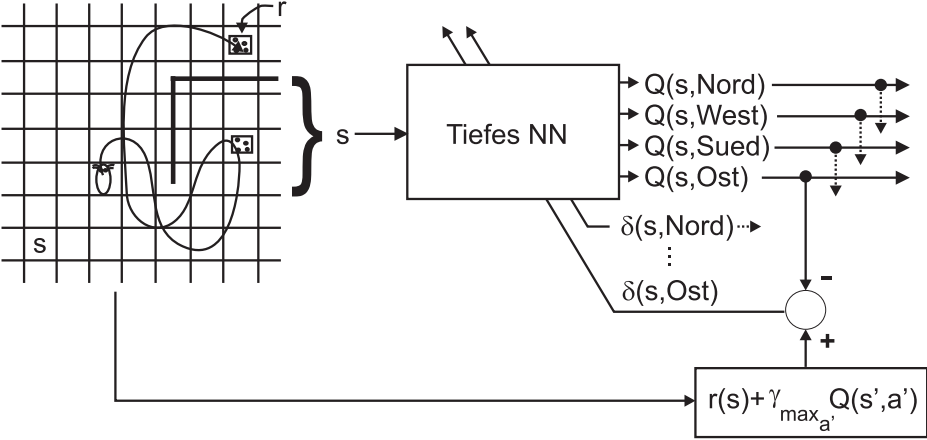 r
s
s
Tiefes NN
Q(s,Nord)
Q(s,West)
Q(s,Sued)
Q(s,Ost)
δ(s,Nord)
δ(s,Ost)
-
+
r(s)+γmaxa'Q(s',a')